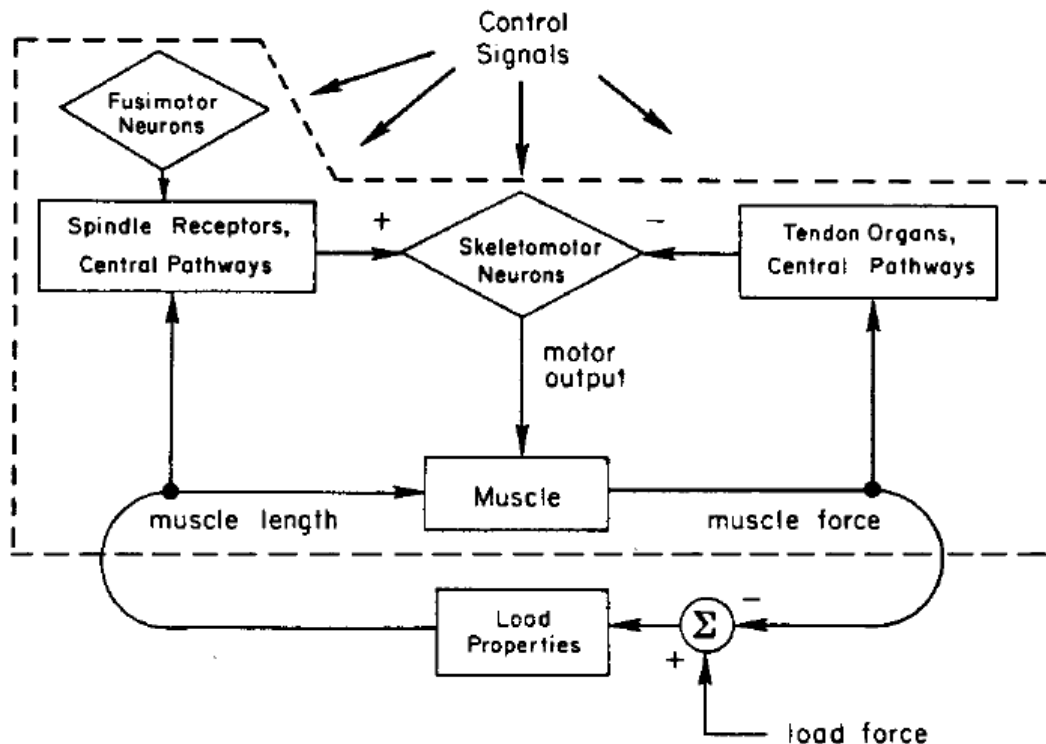 Control
Signals
Fusimotor
Neurons
Spindle Receptors,
Central Pathways
+
Skeletomotor
Neurons
−
Tendon Organs,
Central Pathways
motor
output
Muscle
muscle length
muscle force
Load
Properties
Σ
−
+
load force